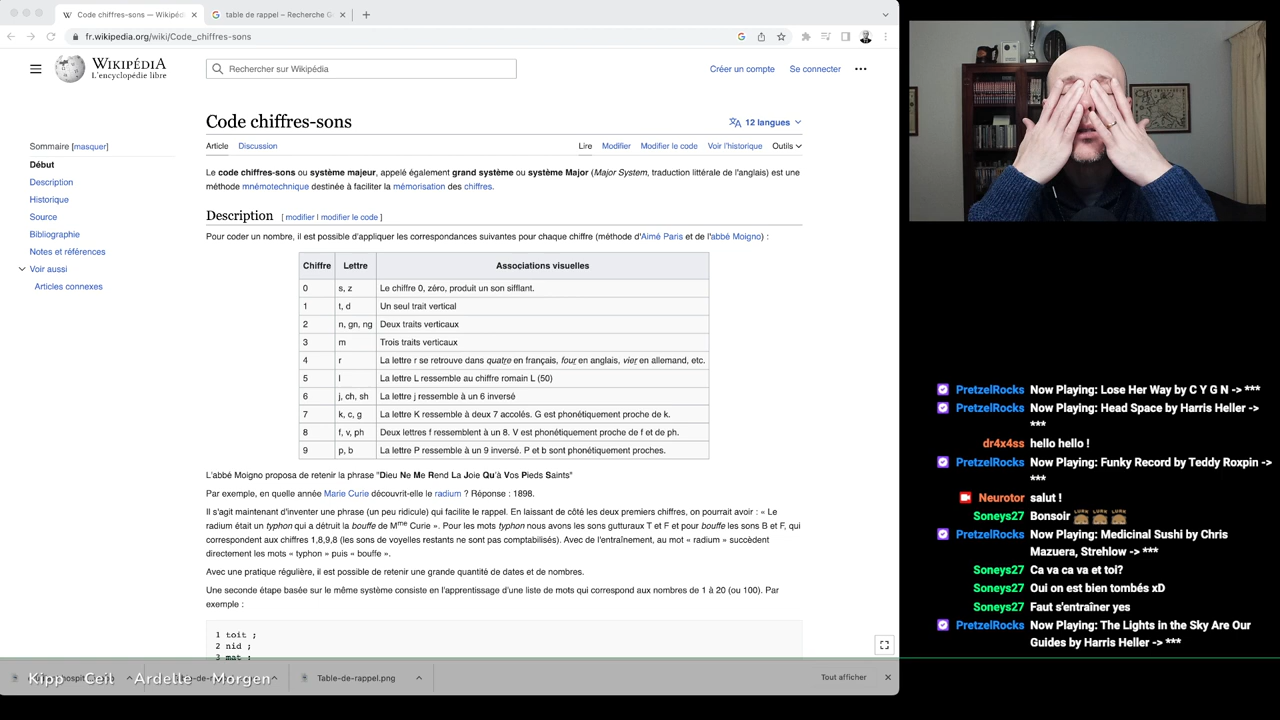 Code chiffres-sons — Wikipéd
table de rappel – Recherche G
fr.wikipedia.org/wiki/Code_chiffres-sons
WIKIPÉDIA
L'encyclopédie libre
Rechercher sur Wikipédia
Créer un compte
Se connecter
Code chiffres-sons
12 langues
Sommaire [masquer]
Début
Description
Historique
Source
Bibliographie
Notes et références
Voir aussi
Articles connexes
Article Discussion
Lire Modifier Modifier le code Voir l'historique Outils
Le code chiffres-sons ou système majeur, appelé également grand système ou système Major (Major System, traduction littérale de l'anglais) est une
méthode mnémotechnique destinée à faciliter la mémorisation des chiffres.
Description [ modifier | modifier le code ]
Pour coder un nombre, il est possible d'appliquer les correspondances suivantes pour chaque chiffre (méthode d'Aimé Paris et de l'abbé Moigno) :
Chiffre Lettre Associations visuelles
0 s, z Le chiffre 0, zéro, produit un son sifflant.
1 t, d Un seul trait vertical
2 n, gn, ng Deux traits verticaux
3 m Trois traits verticaux
4 r La lettre r se retrouve dans quatre en français, four en anglais, vier en allemand, etc.
5 l La lettre L ressemble au chiffre romain L (50)
6 j, ch, sh La lettre j ressemble à un 6 inversé
7 k, c, g La lettre K ressemble à deux 7 accolés. G est phonétiquement proche de k.
8 f, v, ph Deux lettres f ressemblent à un 8. V est phonétiquement proche de f et de ph.
9 p, b La lettre P ressemble à un 9 inversé. P et b sont phonétiquement proches.
L'abbé Moigno proposa de retenir la phrase "Dieu Ne Me Rend La Joie Qu'à Vos Pieds Saints"
Par exemple, en quelle année Marie Curie découvrit-elle le radium ? Réponse : 1898.
Il s'agit maintenant d'inventer une phrase (un peu ridicule) qui facilite le rappel. En laissant de côté les deux premiers chiffres, on pourrait avoir : « Le
radium était un typhon qui a détruit la bouffe de Mme Curie ». Pour les mots typhon nous avons les sons gutturaux T et F et pour bouffe les sons B et F, qui
correspondent aux chiffres 1,8,9,8 (les sons de voyelles restants ne sont pas comptabilisés). Avec de l'entraînement, au mot « radium » succèdent
directement les mots « typhon » puis « bouffe ».
Avec une pratique régulière, il est possible de retenir une grande quantité de dates et de nombres.
Une seconde étape basée sur le même système consiste en l'apprentissage d'une liste de mots qui correspond aux nombres de 1 à 20 (ou 100). Par
exemple :
1 toit ;
2 nid ;
3 mat ;
Kipp Ceil Ardelle Morgen
Table-de-rappel.png
Tout afficher
PretzelRocks Now Playing: Lose Her Way by C Y G N -> ***
PretzelRocks Now Playing: Head Space by Harris Heller ->
***
dr4x4ss hello hello !
PretzelRocks Now Playing: Funky Record by Teddy Roxpin ->
***
Neurotor salut !
Soneys27 Bonsoir
PretzelRocks Now Playing: Medicinal Sushi by Chris
Mazuera, Strehlow -> ***
Soneys27 Ca va ca va et toi?
Soneys27 Oui on est bien tombés xD
Soneys27 Faut s'entraîner yes
PretzelRocks Now Playing: The Lights in the Sky Are Our
Guides by Harris Heller -> ***